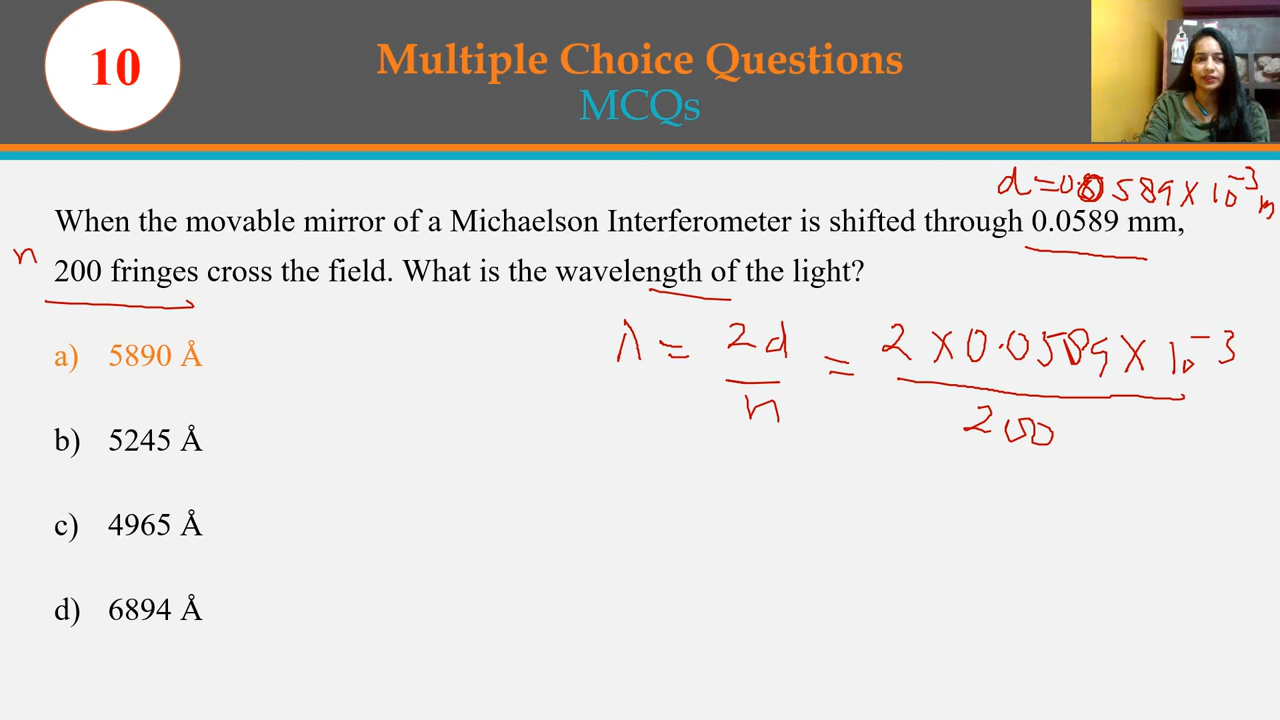 10
Multiple Choice Questions
MCQs
d=0.0589×10⁻³m
When the movable mirror of a Michaelson Interferometer is shifted through 0.0589 mm,
n
200 fringes cross the field. What is the wavelength of the light?
a) 5890 Å
λ = 2d/n = 2 × 0.0589 × 10⁻³/200
b) 5245 Å
c) 4965 Å
d) 6894 Å